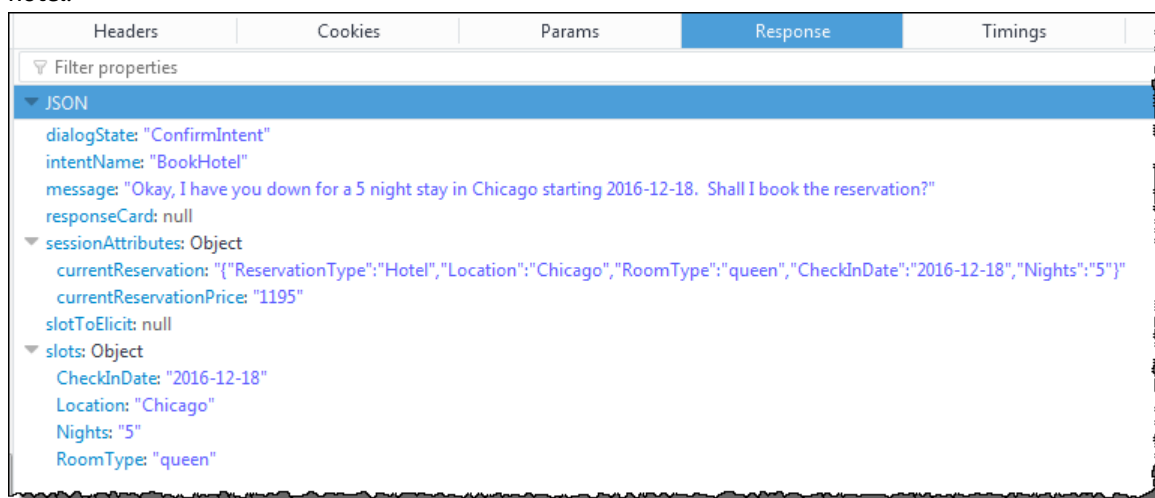 Headers Cookies Params Response Timings
Filter properties
JSON
dialogState: "ConfirmIntent"
intentName: "BookHotel"
message: "Okay, I have you down for a 5 night stay in Chicago starting 2016-12-18.  Shall I book the reservation?"
responseCard: null
sessionAttributes: Object
currentReservation: "{"ReservationType":"Hotel","Location":"Chicago","RoomType":"queen","CheckInDate":"2016-12-18","Nights":"5"}"
currentReservationPrice: "1195"
slotToElicit: null
slots: Object
CheckInDate: "2016-12-18"
Location: "Chicago"
Nights: "5"
RoomType: "queen"